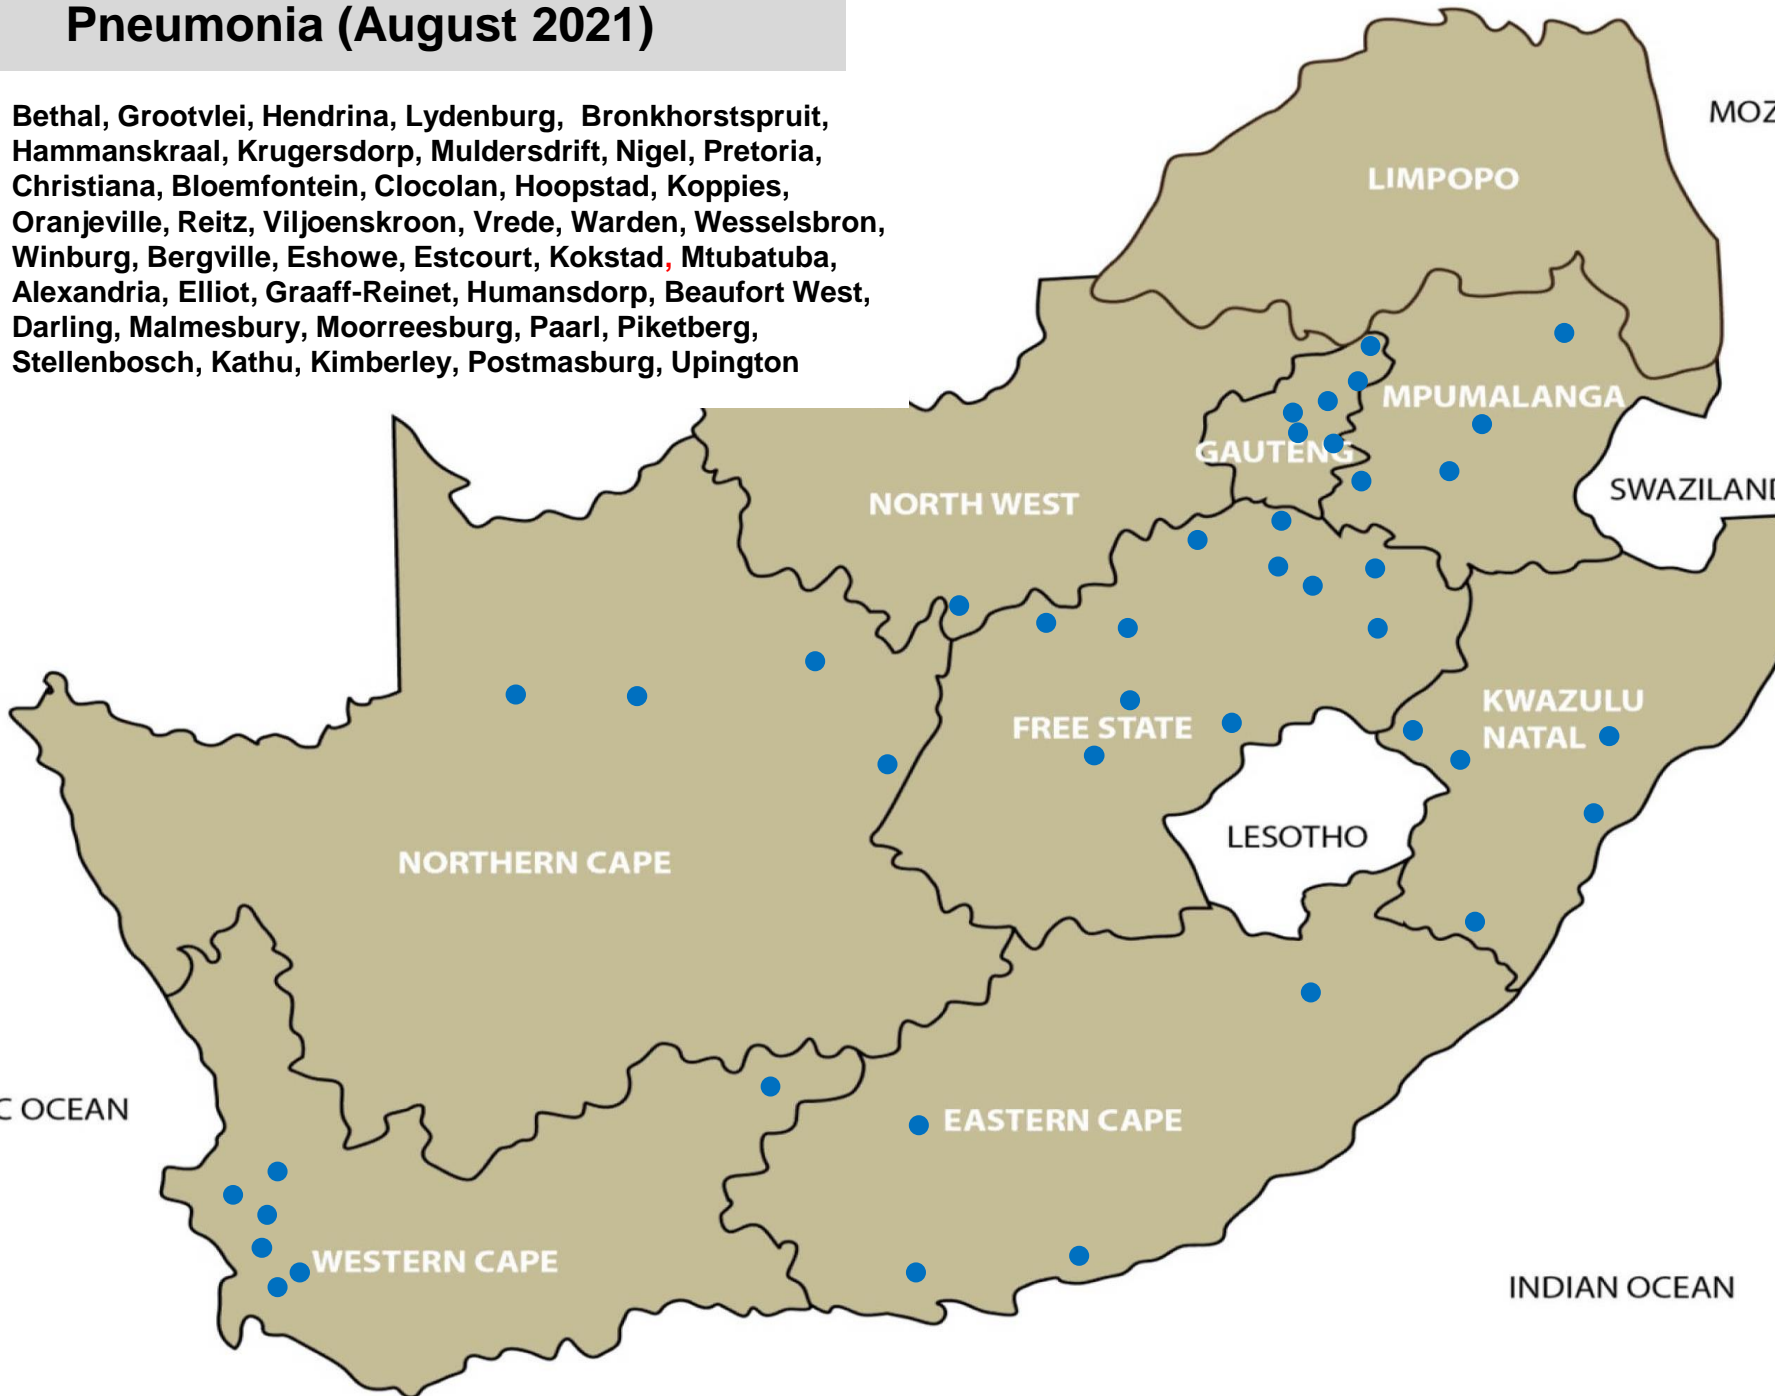 Pneumonia (August 2021)
Bethal, Grootvlei, Hendrina, Lydenburg, Bronkhorstspruit,
Hammanskraal, Krugersdorp, Muldersdrift, Nigel, Pretoria,
Christiana, Bloemfontein, Clocolan, Hoopstad, Koppies,
Oranjeville, Reitz, Viljoenskroon, Vrede, Warden, Wesselsbron,
Winburg, Bergville, Eshowe, Estcourt, Kokstad, Mtubatuba,
Alexandria, Elliot, Graaff-Reinet, Humansdorp, Beaufort West,
Darling, Malmesbury, Moorreesburg, Paarl, Piketberg,
Stellenbosch, Kathu, Kimberley, Postmasburg, Upington
MOZ
LIMPOPO
MPUMALANGA
GAUTENG
SWAZILAND
NORTH WEST
KWAZULU
NATAL
FREE STATE
LESOTHO
NORTHERN CAPE
C OCEAN
EASTERN CAPE
WESTERN CAPE
INDIAN OCEAN